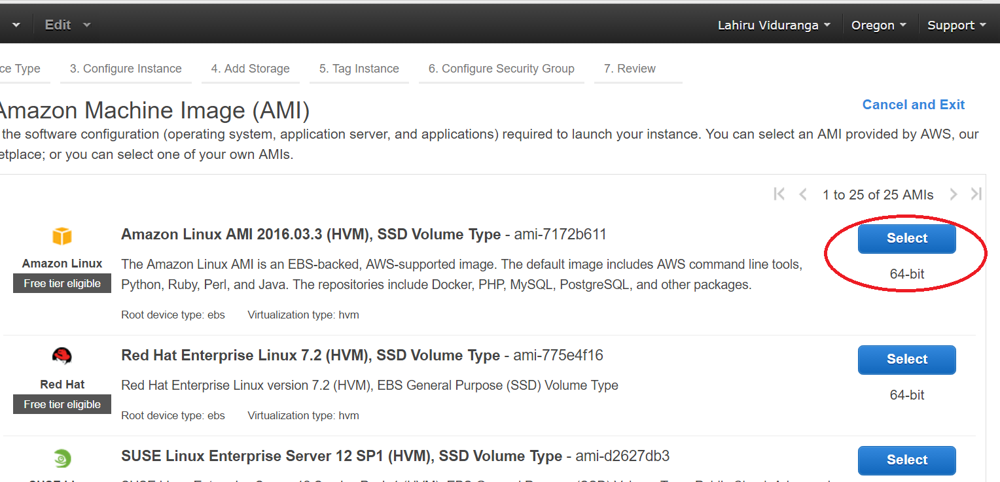 Edit Lahiru Viduranga Oregon Support
ce Type 3. Configure Instance 4. Add Storage 5. Tag Instance 6. Configure Security Group 7. Review
Amazon Machine Image (AMI) Cancel and Exit
the software configuration (operating system, application server, and applications) required to launch your instance. You can select an AMI provided by AWS, our
etplace; or you can select one of your own AMIs.
1 to 25 of 25 AMIs
Amazon Linux AMI 2016.03.3 (HVM), SSD Volume Type - ami-7172b611
Select
Amazon Linux
Free tier eligible
The Amazon Linux AMI is an EBS-backed, AWS-supported image. The default image includes AWS command line tools,
Python, Ruby, Perl, and Java. The repositories include Docker, PHP, MySQL, PostgreSQL, and other packages.
64-bit
Root device type: ebs Virtualization type: hvm
Red Hat Enterprise Linux 7.2 (HVM), SSD Volume Type - ami-775e4f16
Select
Red Hat
Free tier eligible
Red Hat Enterprise Linux version 7.2 (HVM), EBS General Purpose (SSD) Volume Type
64-bit
Root device type: ebs Virtualization type: hvm
SUSE Linux Enterprise Server 12 SP1 (HVM), SSD Volume Type - ami-d2627db3
Select